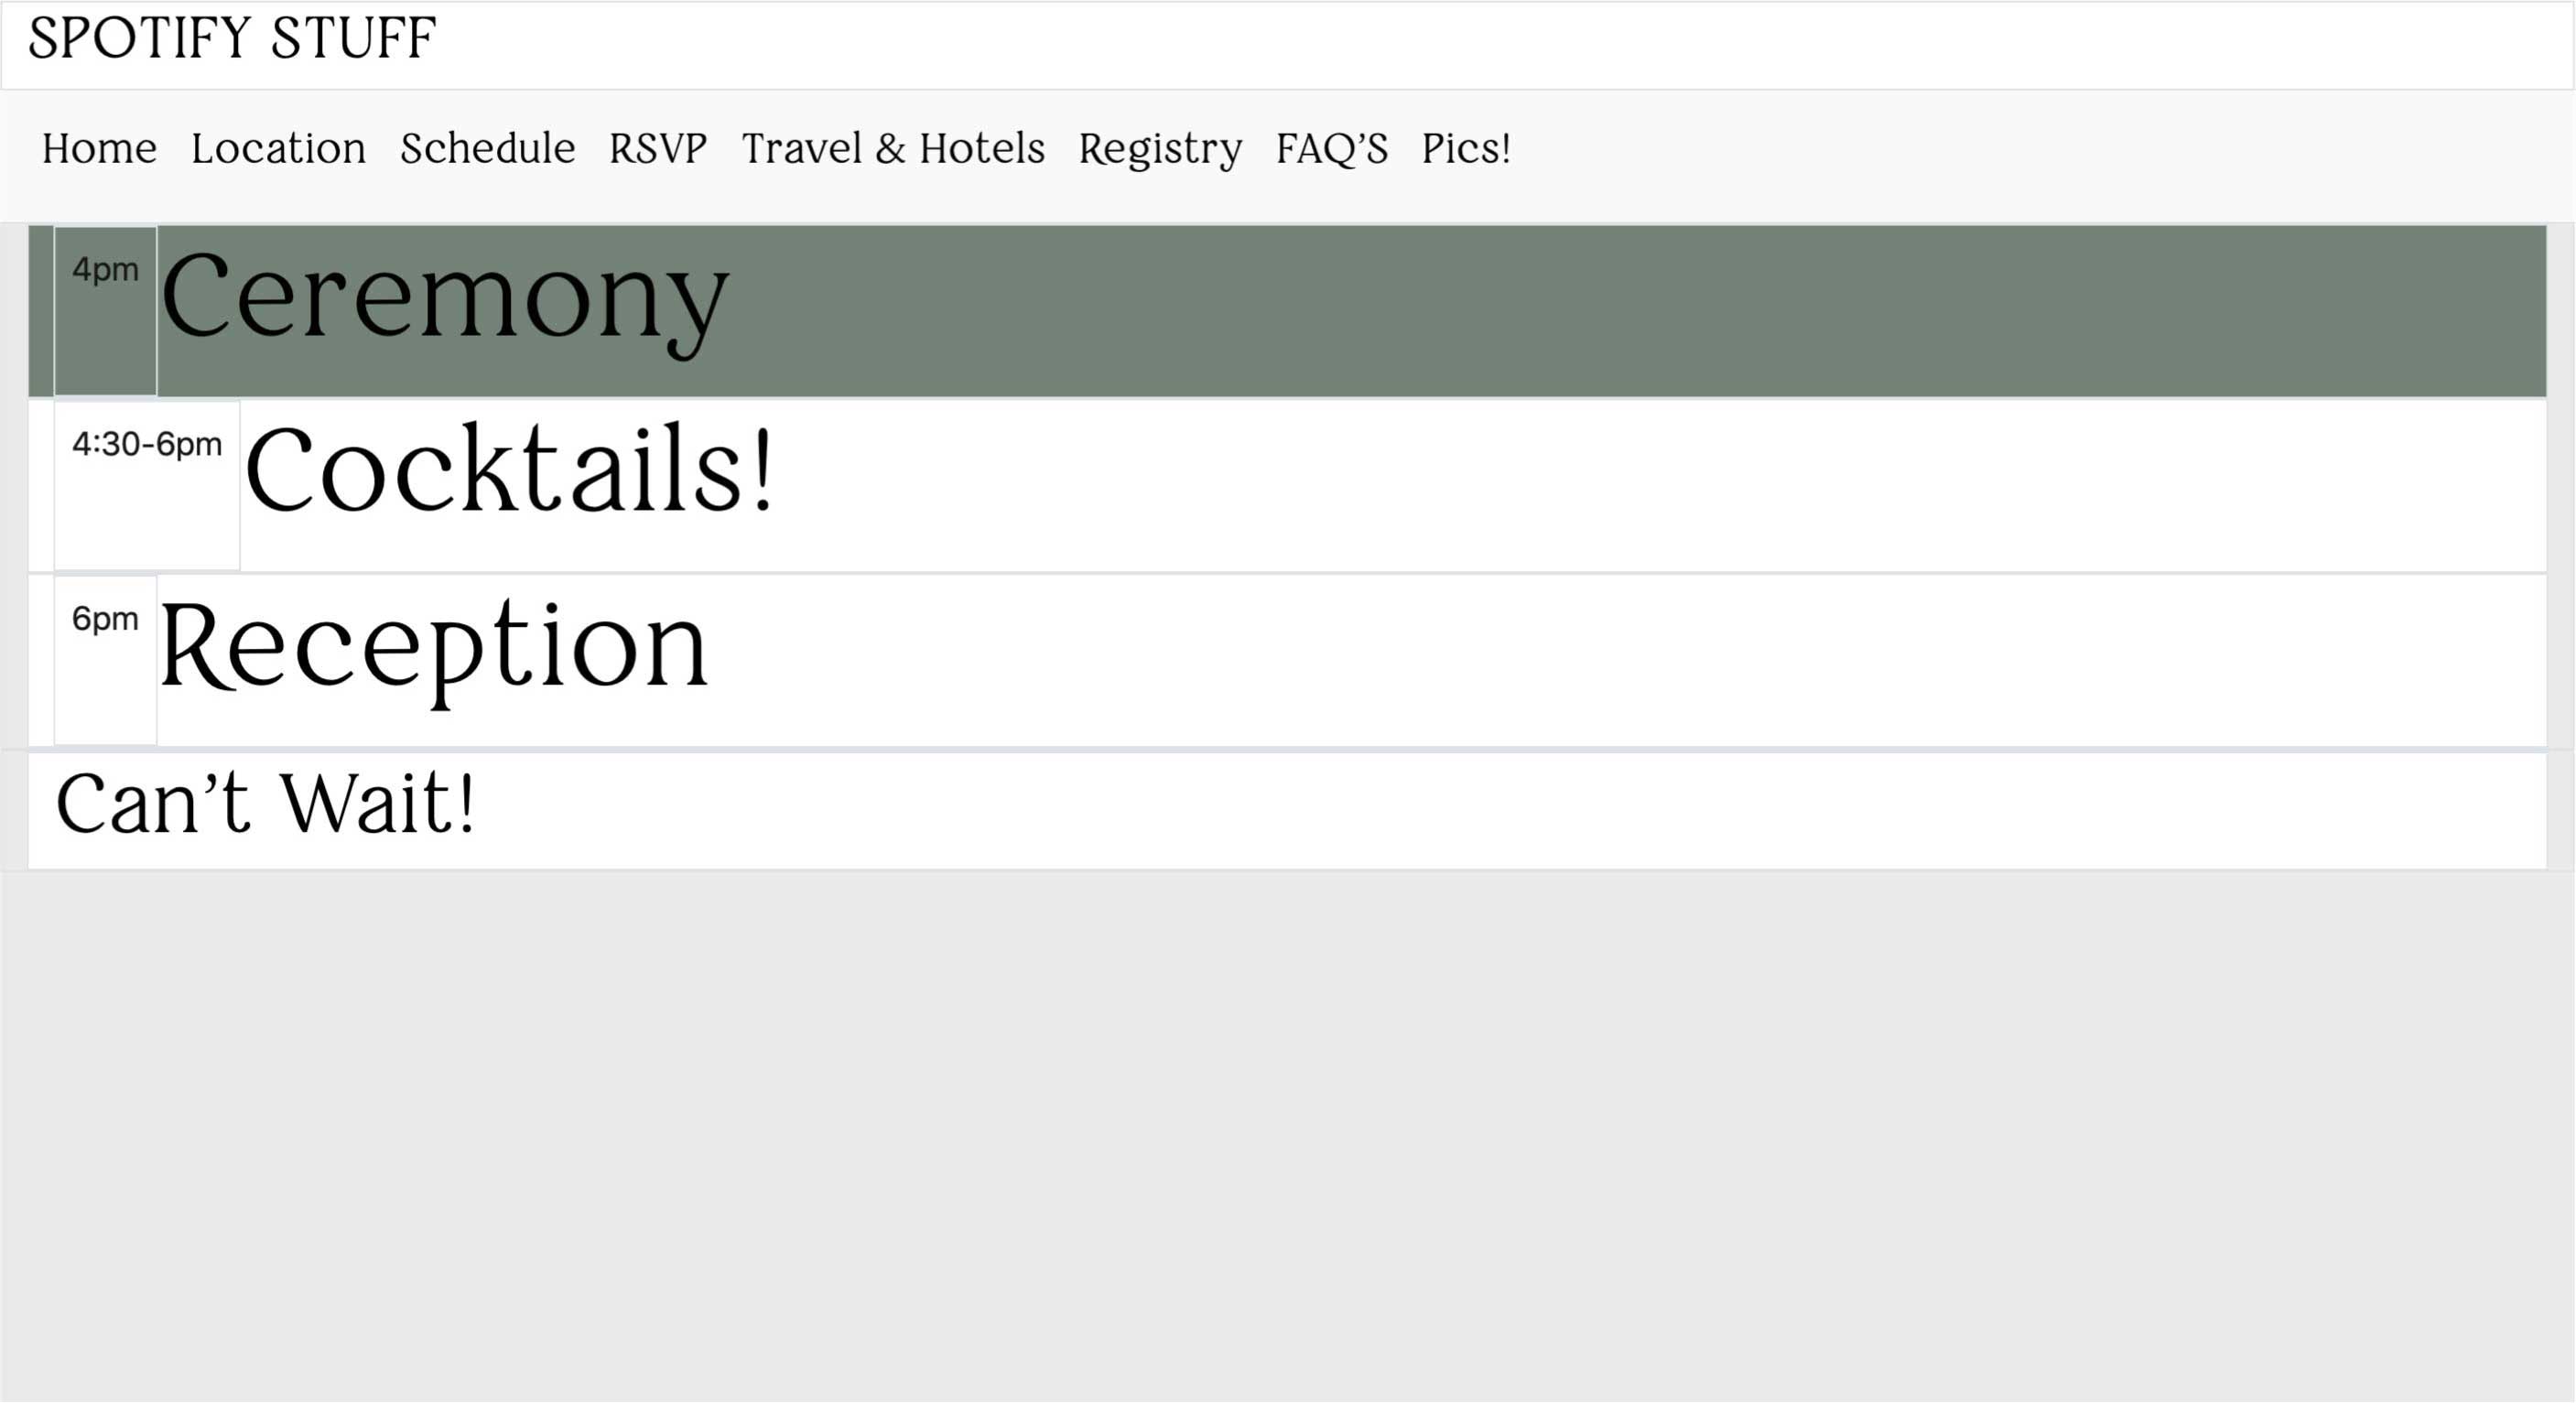 SPOTIFY STUFF
Home Location Schedule RSVP Travel & Hotels Registry FAQ’S Pics!
4pm Ceremony
4:30-6pm Cocktails!
6pm Reception
Can’t Wait!